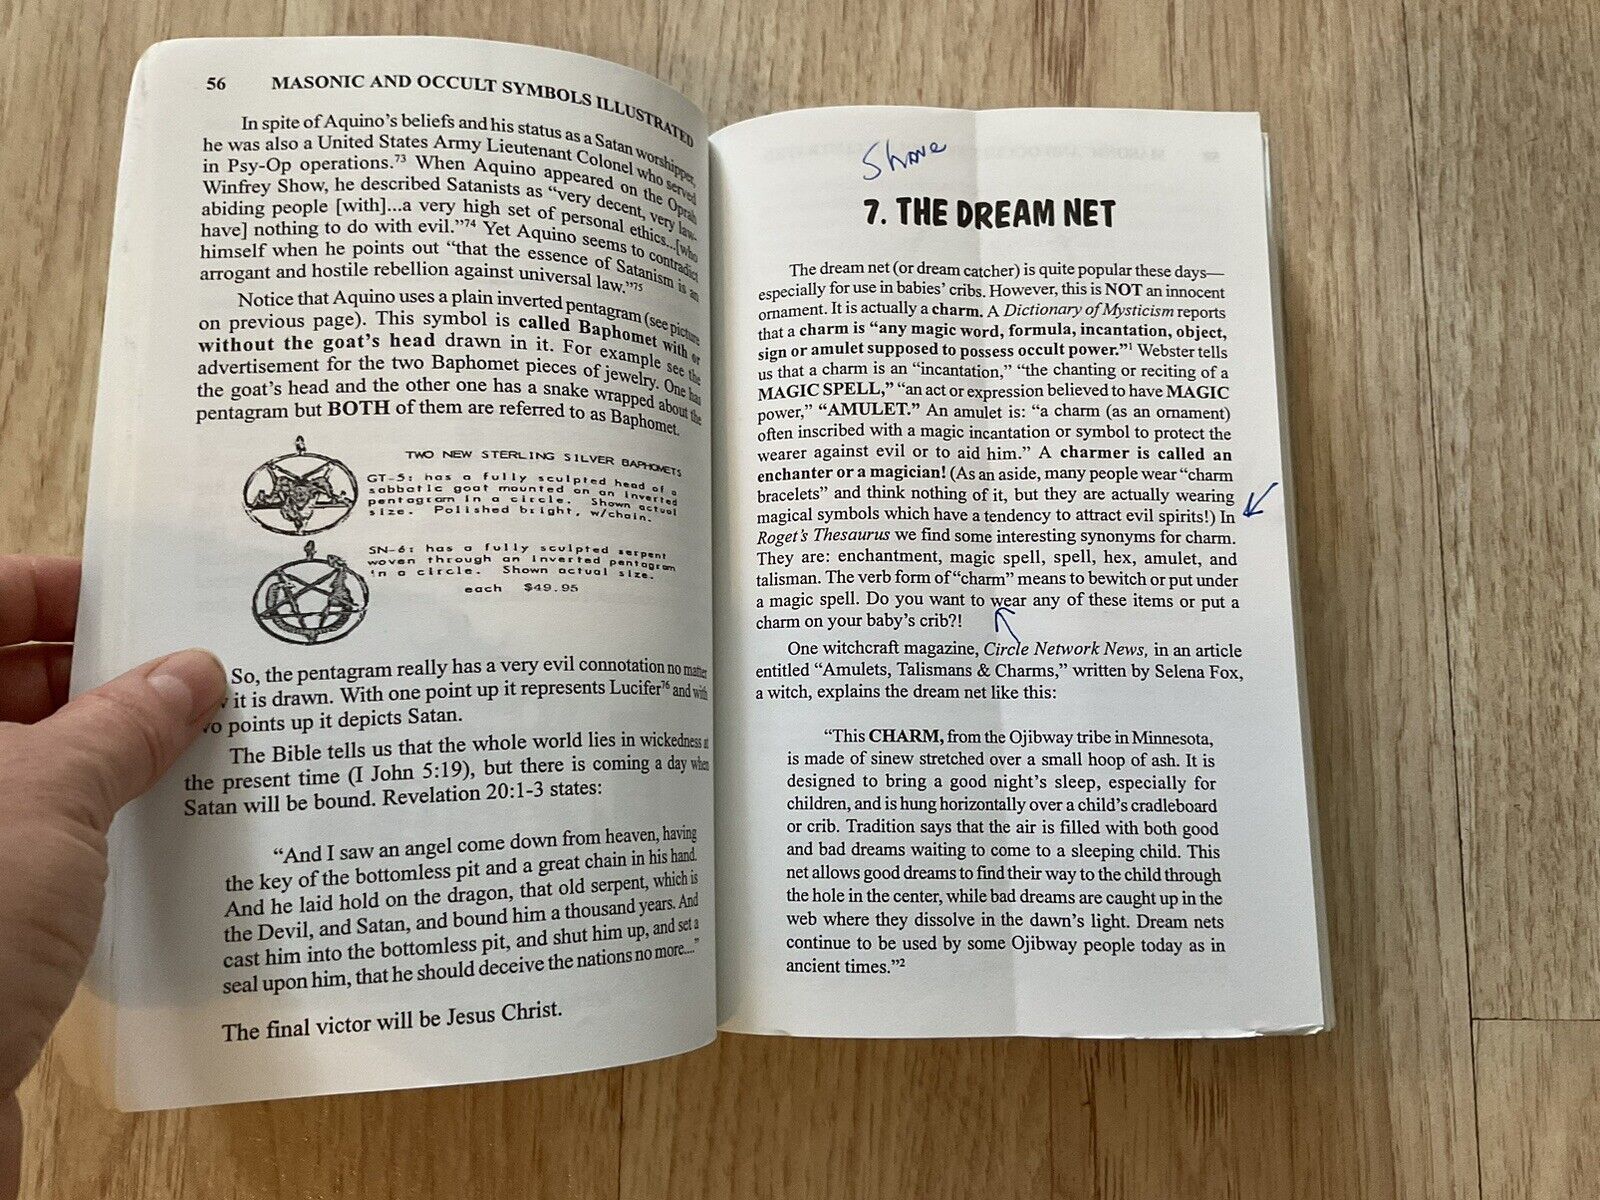 56 MASONIC AND OCCULT SYMBOLS ILLUSTRATED
In spite of Aquino's beliefs and his status as a Satan worshipper,
he was also a United States Army Lieutenant Colonel who served
in Psy-Op operations.73 When Aquino appeared on the Oprah
Winfrey Show, he described Satanists as "very decent, very law-
abiding people [with]...a very high set of personal ethics...[who
have] nothing to do with evil."74 Yet Aquino seems to contradict
himself when he points out "that the essence of Satanism is an
arrogant and hostile rebellion against universal law."75
Notice that Aquino uses a plain inverted pentagram (see picture
on previous page). This symbol is called Baphomet with or
without the goat's head drawn in it. For example see the
advertisement for the two Baphomet pieces of jewelry. One has
the goat's head and the other one has a snake wrapped about the
pentagram but BOTH of them are referred to as Baphomet.
TWO NEW STERLING SILVER BAPHOMETS
GT-5: has a fully sculpted head of a
sabbatic goat mounted on an inverted
pentagram in a circle. Shown actual
size. Polished bright, w/chain.
SN-6: has a fully sculpted serpent
woven through an inverted pentagram
in a circle. Shown actual size.
each $49.95
So, the pentagram really has a very evil connotation no matter
it is drawn. With one point up it represents Lucifer76 and with
two points up it depicts Satan.
The Bible tells us that the whole world lies in wickedness at
the present time (I John 5:19), but there is coming a day when
Satan will be bound. Revelation 20:1-3 states:
"And I saw an angel come down from heaven, having
the key of the bottomless pit and a great chain in his hand.
And he laid hold on the dragon, that old serpent, which is
the Devil, and Satan, and bound him a thousand years. And
cast him into the bottomless pit, and shut him up, and set a
seal upon him, that he should deceive the nations no more...."
The final victor will be Jesus Christ.
7. THE DREAM NET
The dream net (or dream catcher) is quite popular these days—
especially for use in babies' cribs. However, this is NOT an innocent
ornament. It is actually a charm. A Dictionary of Mysticism reports
that a charm is "any magic word, formula, incantation, object,
sign or amulet supposed to possess occult power."1 Webster tells
us that a charm is an "incantation," "the chanting or reciting of a
MAGIC SPELL," "an act or expression believed to have MAGIC
power," "AMULET." An amulet is: "a charm (as an ornament)
often inscribed with a magic incantation or symbol to protect the
wearer against evil or to aid him." A charmer is called an
enchanter or a magician! (As an aside, many people wear "charm
bracelets" and think nothing of it, but they are actually wearing
magical symbols which have a tendency to attract evil spirits!) In
Roget's Thesaurus we find some interesting synonyms for charm.
They are: enchantment, magic spell, spell, hex, amulet, and
talisman. The verb form of "charm" means to bewitch or put under
a magic spell. Do you want to wear any of these items or put a
charm on your baby's crib?!
One witchcraft magazine, Circle Network News, in an article
entitled "Amulets, Talismans & Charms," written by Selena Fox,
a witch, explains the dream net like this:
"This CHARM, from the Ojibway tribe in Minnesota,
is made of sinew stretched over a small hoop of ash. It is
designed to bring a good night's sleep, especially for
children, and is hung horizontally over a child's cradleboard
or crib. Tradition says that the air is filled with both good
and bad dreams waiting to come to a sleeping child. This
net allows good dreams to find their way to the child through
the hole in the center, while bad dreams are caught up in the
web where they dissolve in the dawn's light. Dream nets
continue to be used by some Ojibway people today as in
ancient times."2